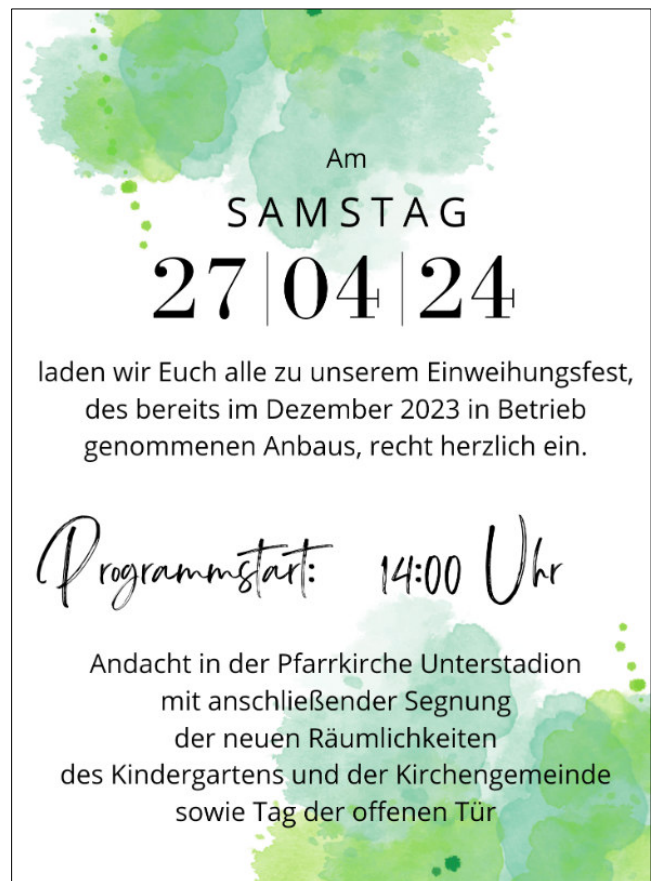 Am
SAMSTAG
27|04|24
laden wir Euch alle zu unserem Einweihungsfest,
des bereits im Dezember 2023 in Betrieb
genommenen Anbaus, recht herzlich ein.
Programmstart: 14:00 Uhr
Andacht in der Pfarrkirche Unterstadion
mit anschließender Segnung
der neuen Räumlichkeiten
des Kindergartens und der Kirchengemeinde
sowie Tag der offenen Tür